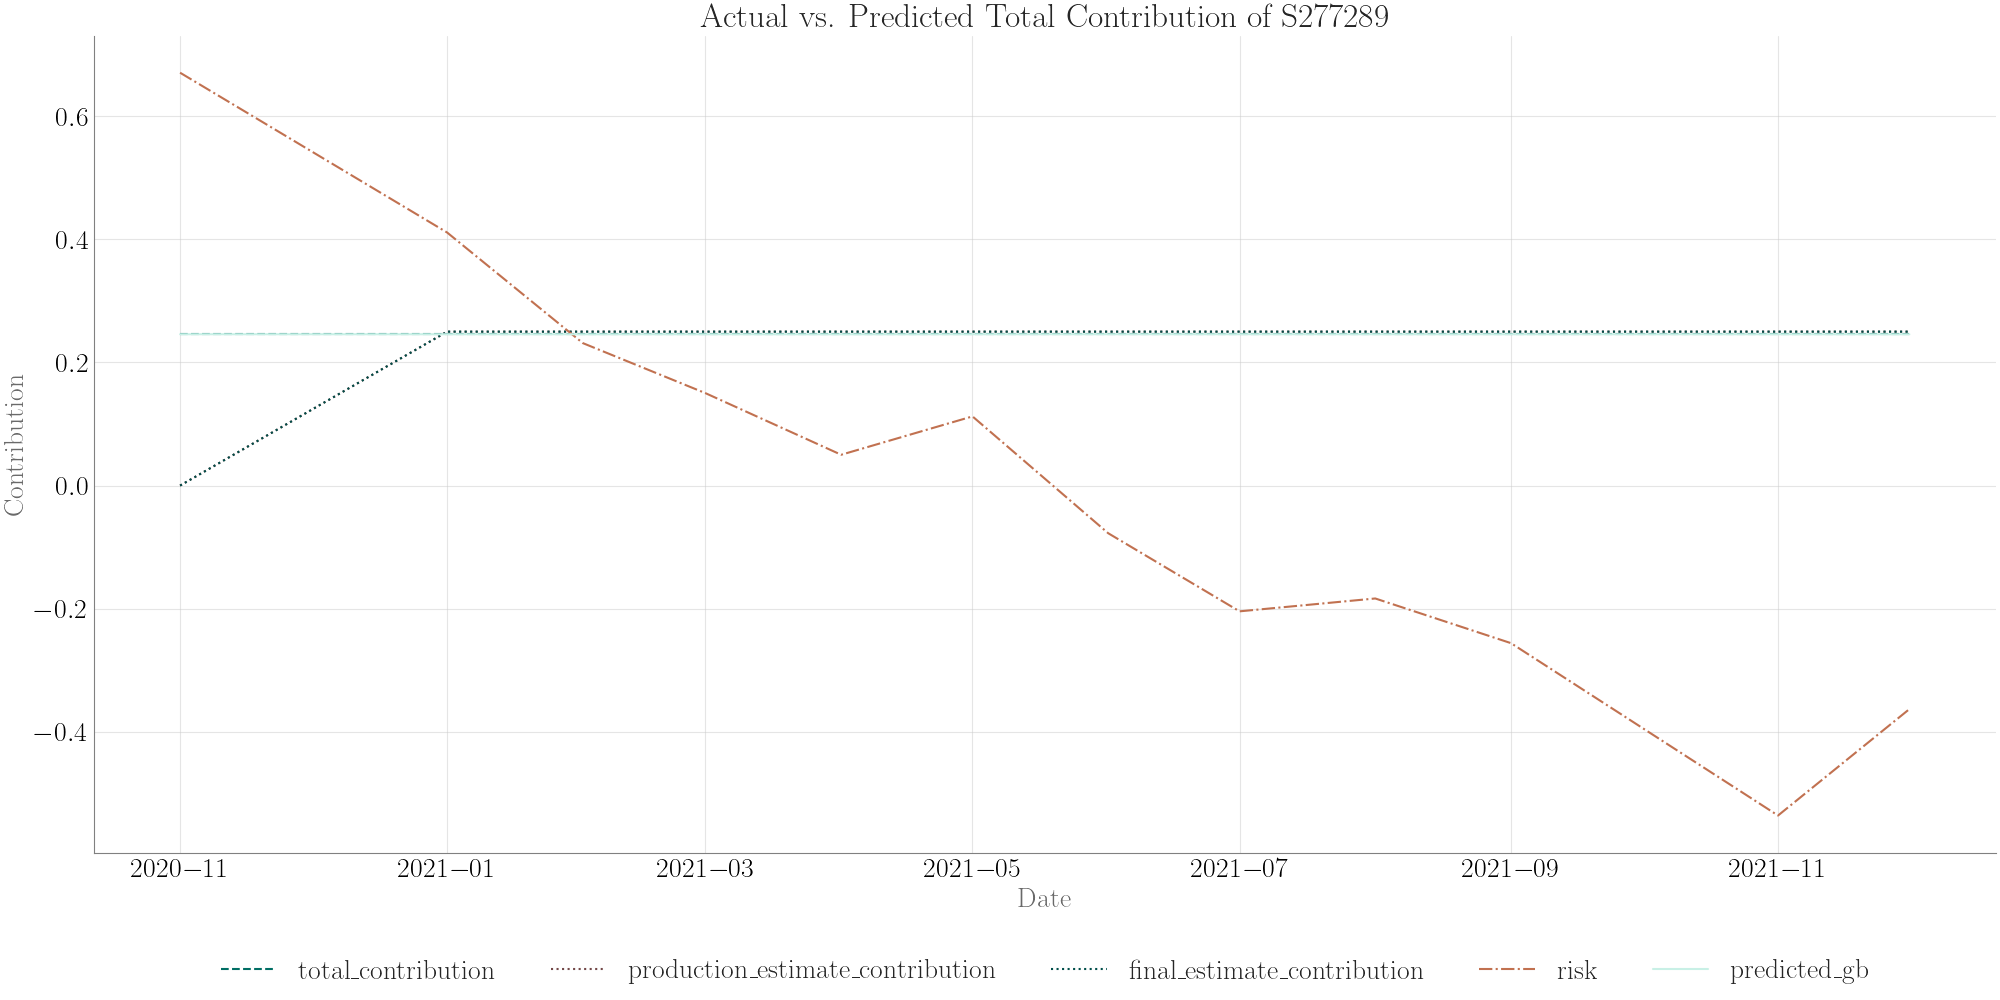 Actual vs. Predicted Total Contribution of S277289
Contribution
0.6
0.4
0.2
0.0
−0.2
−0.4
2020−11 2021−01 2021−03 2021−05 2021−07 2021−09 2021−11
Date
total_contribution production_estimate_contribution final_estimate_contribution risk predicted_gb